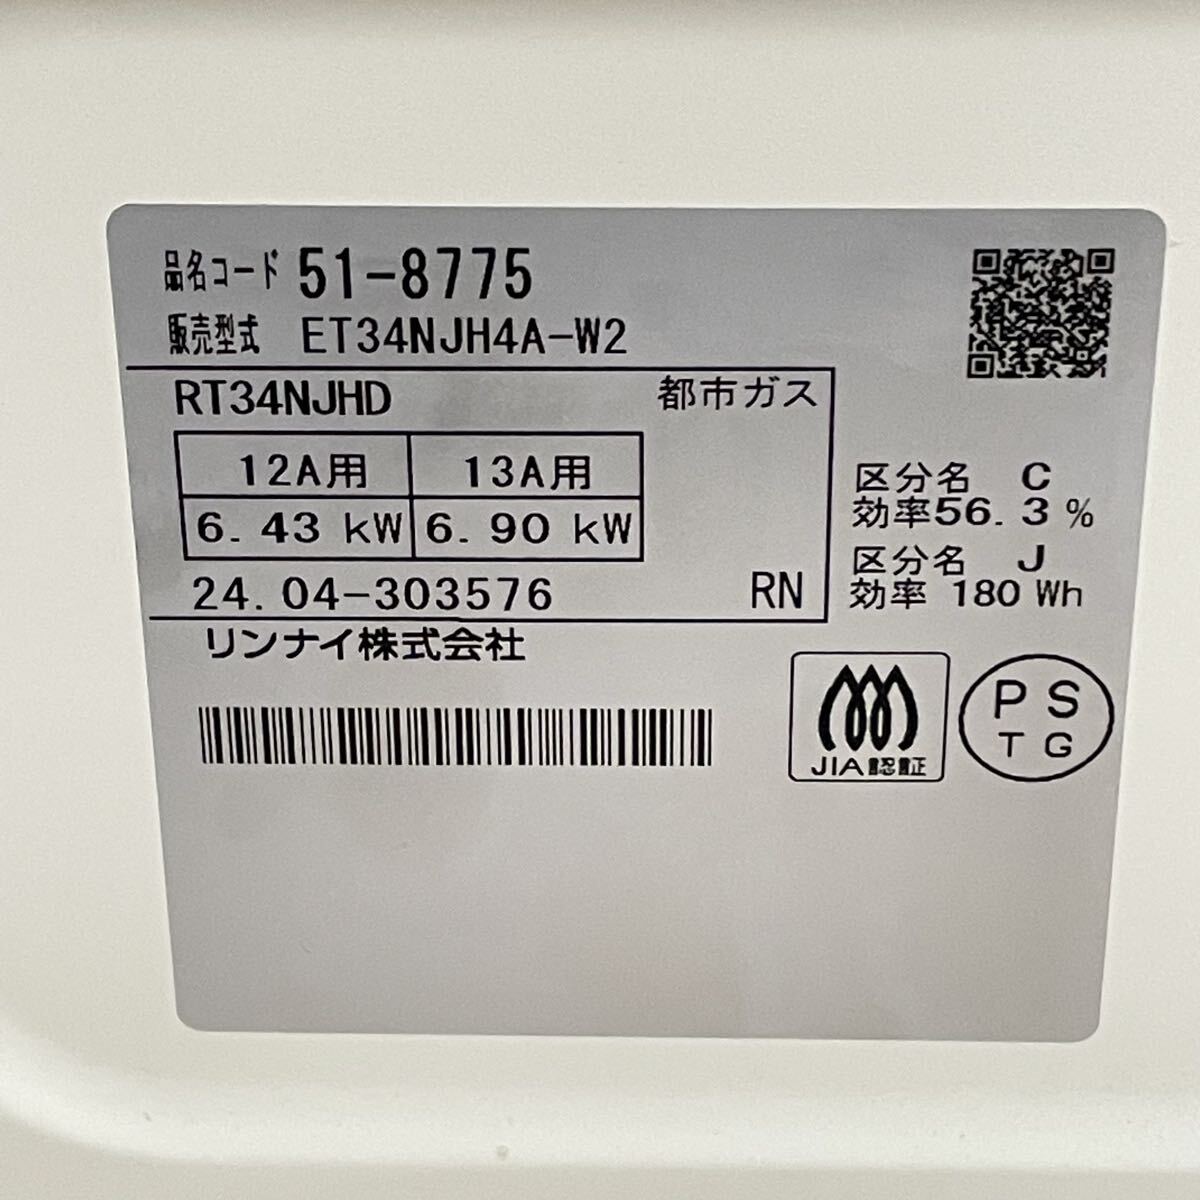 品名コード 51-8775
販売型式 ET34NJH4A-W2
RT34NJHD 都市ガス
12A用 13A用
6.43 kW 6.90 kW
24.04-303576 RN
リンナイ株式会社
区分名 C
効率56.3 %
区分名 J
効率 180 Wh
JIA認証
PS
TG